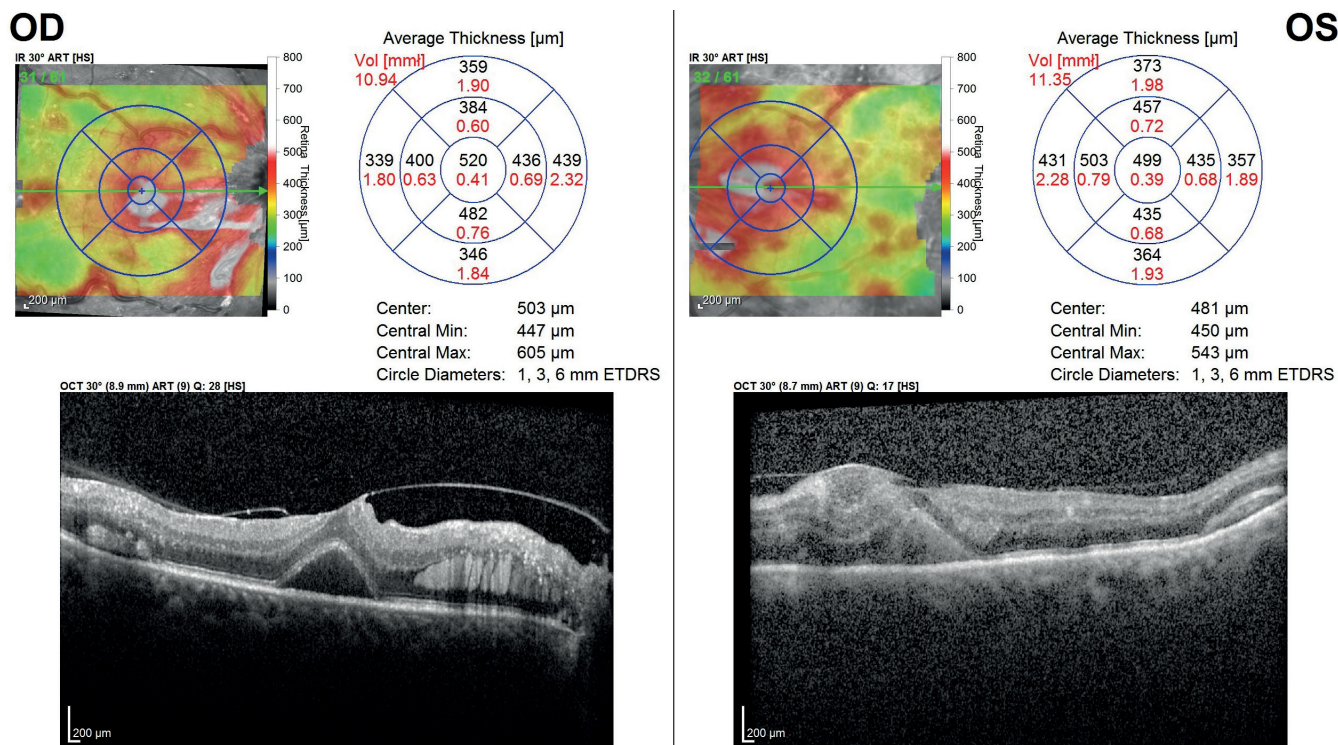 OD
IR 30° ART [HS]
31 / 61
800
700
600
500
400
300
200
100
0
Retina Thickness [µm]
200 µm
Average Thickness [µm]
Vol [mmł]
10.94
359
1.90
384
0.60
339 400 520 436 439
1.80 0.63 0.41 0.69 2.32
482
0.76
346
1.84
Center: 503 µm
Central Min: 447 µm
Central Max: 605 µm
Circle Diameters: 1, 3, 6 mm ETDRS
OCT 30° (8.9 mm) ART (9) Q: 28 [HS]
200 µm
OS
IR 30° ART [HS]
32 / 61
800
700
600
500
400
300
200
100
0
Retina Thickness [µm]
200 µm
Average Thickness [µm]
Vol [mmł]
11.35
373
1.98
457
0.72
431 503 499 435 357
2.28 0.79 0.39 0.68 1.89
435
0.68
364
1.93
Center: 481 µm
Central Min: 450 µm
Central Max: 543 µm
Circle Diameters: 1, 3, 6 mm ETDRS
OCT 30° (8.7 mm) ART (9) Q: 17 [HS]
200 µm